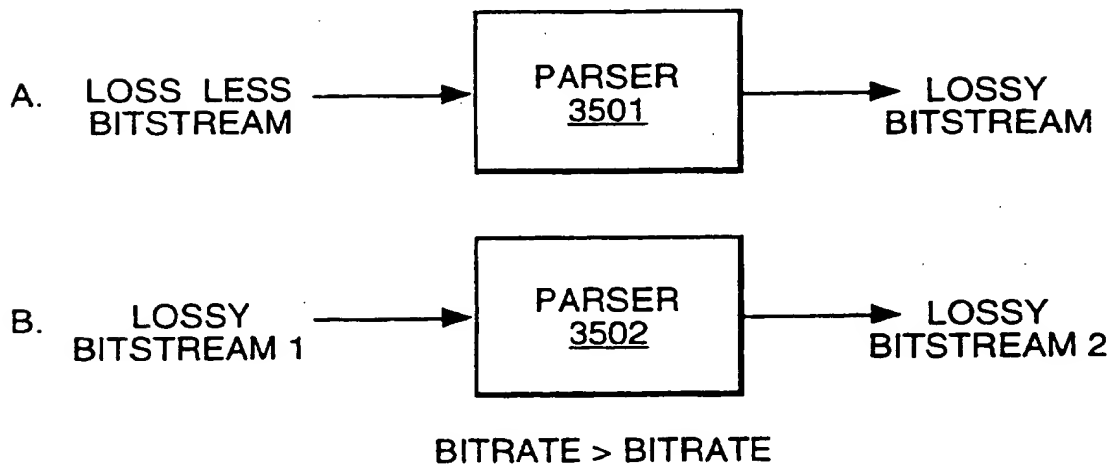 A. LOSS LESS BITSTREAM
PARSER
3501
LOSSY BITSTREAM
B. LOSSY BITSTREAM 1
PARSER
3502
LOSSY BITSTREAM 2
BITRATE > BITRATE